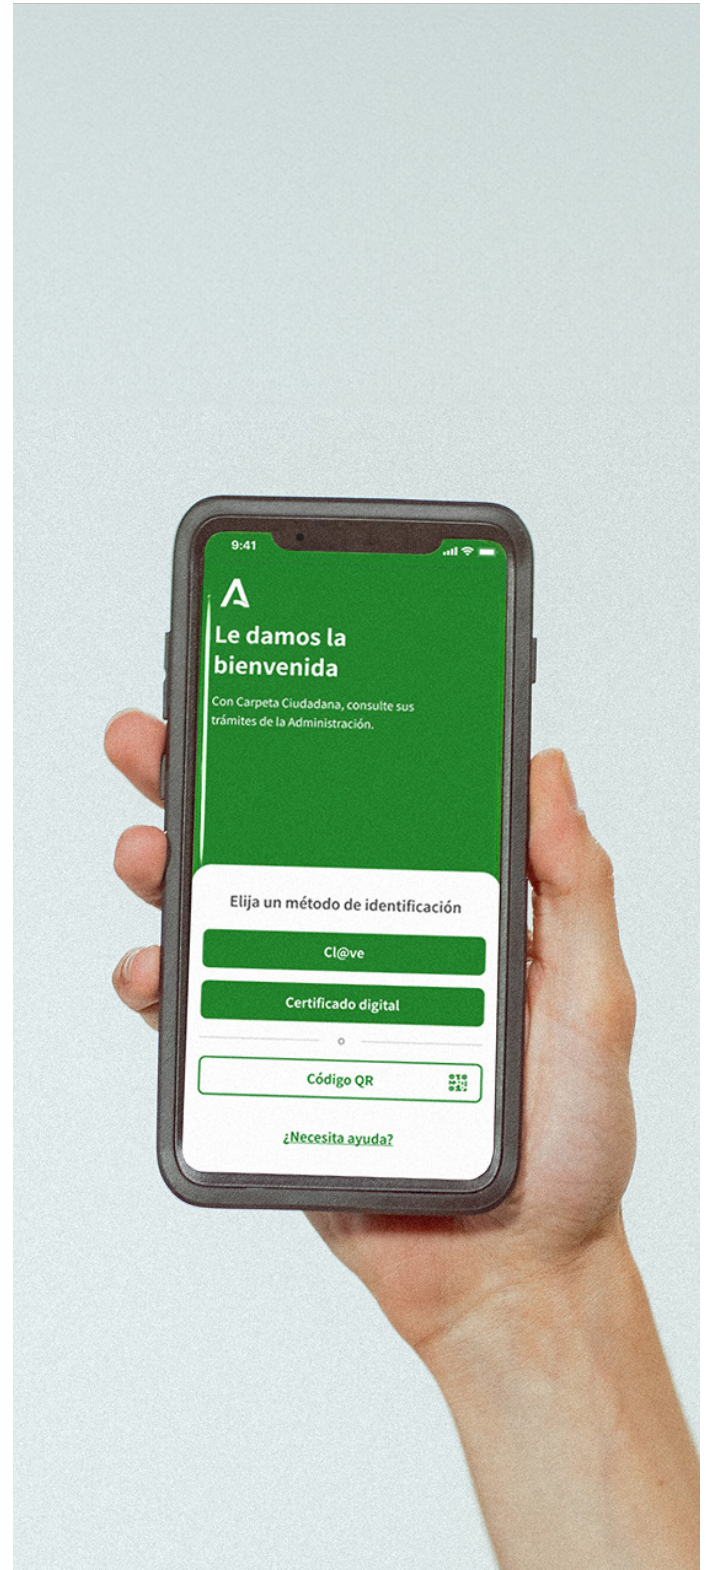 9:41
Le damos la
bienvenida
Con Carpeta Ciudadana, consulte sus
trámites de la Administración.
Elija un método de identificación
Cl@ve
Certificado digital
o
Código QR
¿Necesita ayuda?